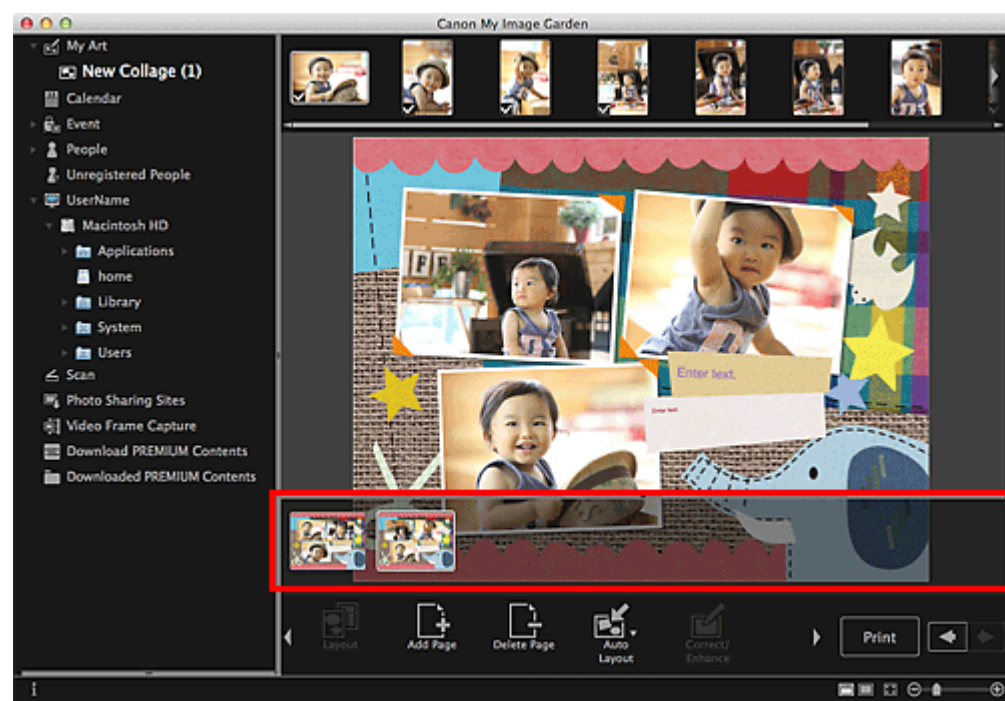 Canon My Image Garden
My Art
New Collage (1)
Calendar
Event
People
Unregistered People
UserName
Macintosh HD
Applications
home
Library
System
Users
Scan
Photo Sharing Sites
Video Frame Capture
Download PREMIUM Contents
Downloaded PREMIUM Contents
Enter text.
Enter text.
Layout
Add Page
Delete Page
Auto
Layout
Correct/
Enhance
Print